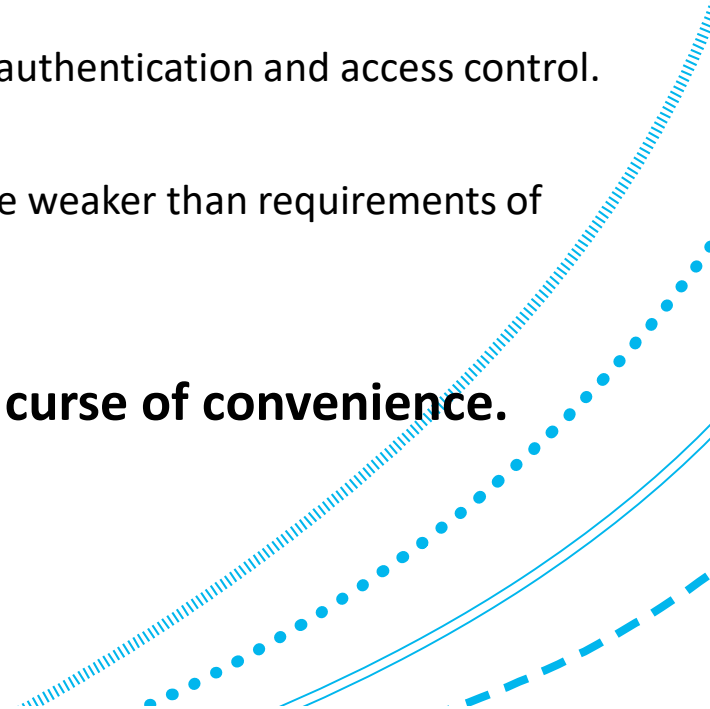 authentication and access control.
weaker than requirements of
curse of convenience.